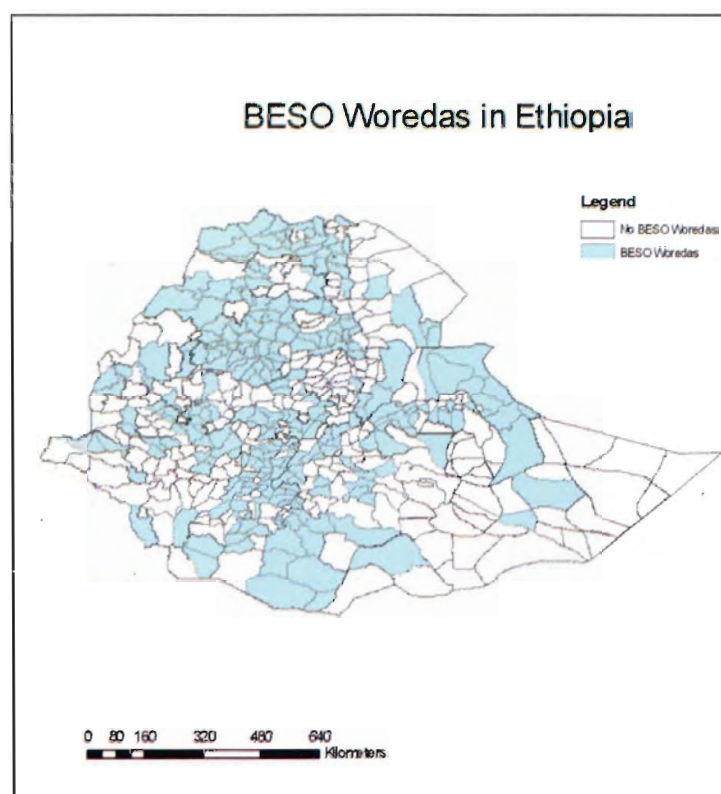 BESO Woredas in Ethiopia
Legend
No BESO Woredas
BESO Woredas
0 80 160 320 480 640
Kilometers